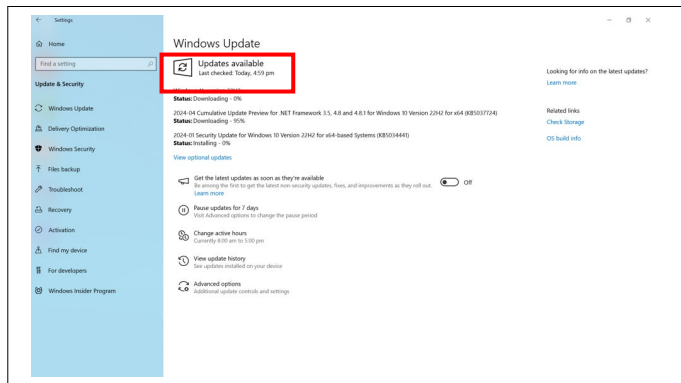 Settings
Home
Find a setting
Update & Security
Windows Update
Delivery Optimization
Windows Security
Files backup
Troubleshoot
Recovery
Activation
Find my device
For developers
Windows Insider Program
Windows Update
Updates available
Last checked: Today, 4:59 pm
Status: Downloading - 0%
2024-04 Cumulative Update Preview for .NET Framework 3.5, 4.8 and 4.8.1 for Windows 10 Version 22H2 for x64 (KB5037724)
Status: Downloading - 95%
2024-01 Security Update for Windows 10 Version 22H2 for x64-based Systems (KB5034441)
Status: Installing - 0%
View optional updates
Get the latest updates as soon as they're available
Be among the first to get the latest non-security updates, fixes, and improvements as they roll out.
Learn more
Off
Pause updates for 7 days
Visit Advanced options to change the pause period
Change active hours
Currently 8:00 am to 5:00 pm
View update history
See updates installed on your device
Advanced options
Additional update controls and settings
Looking for info on the latest updates?
Learn more
Related links
Check Storage
OS build info